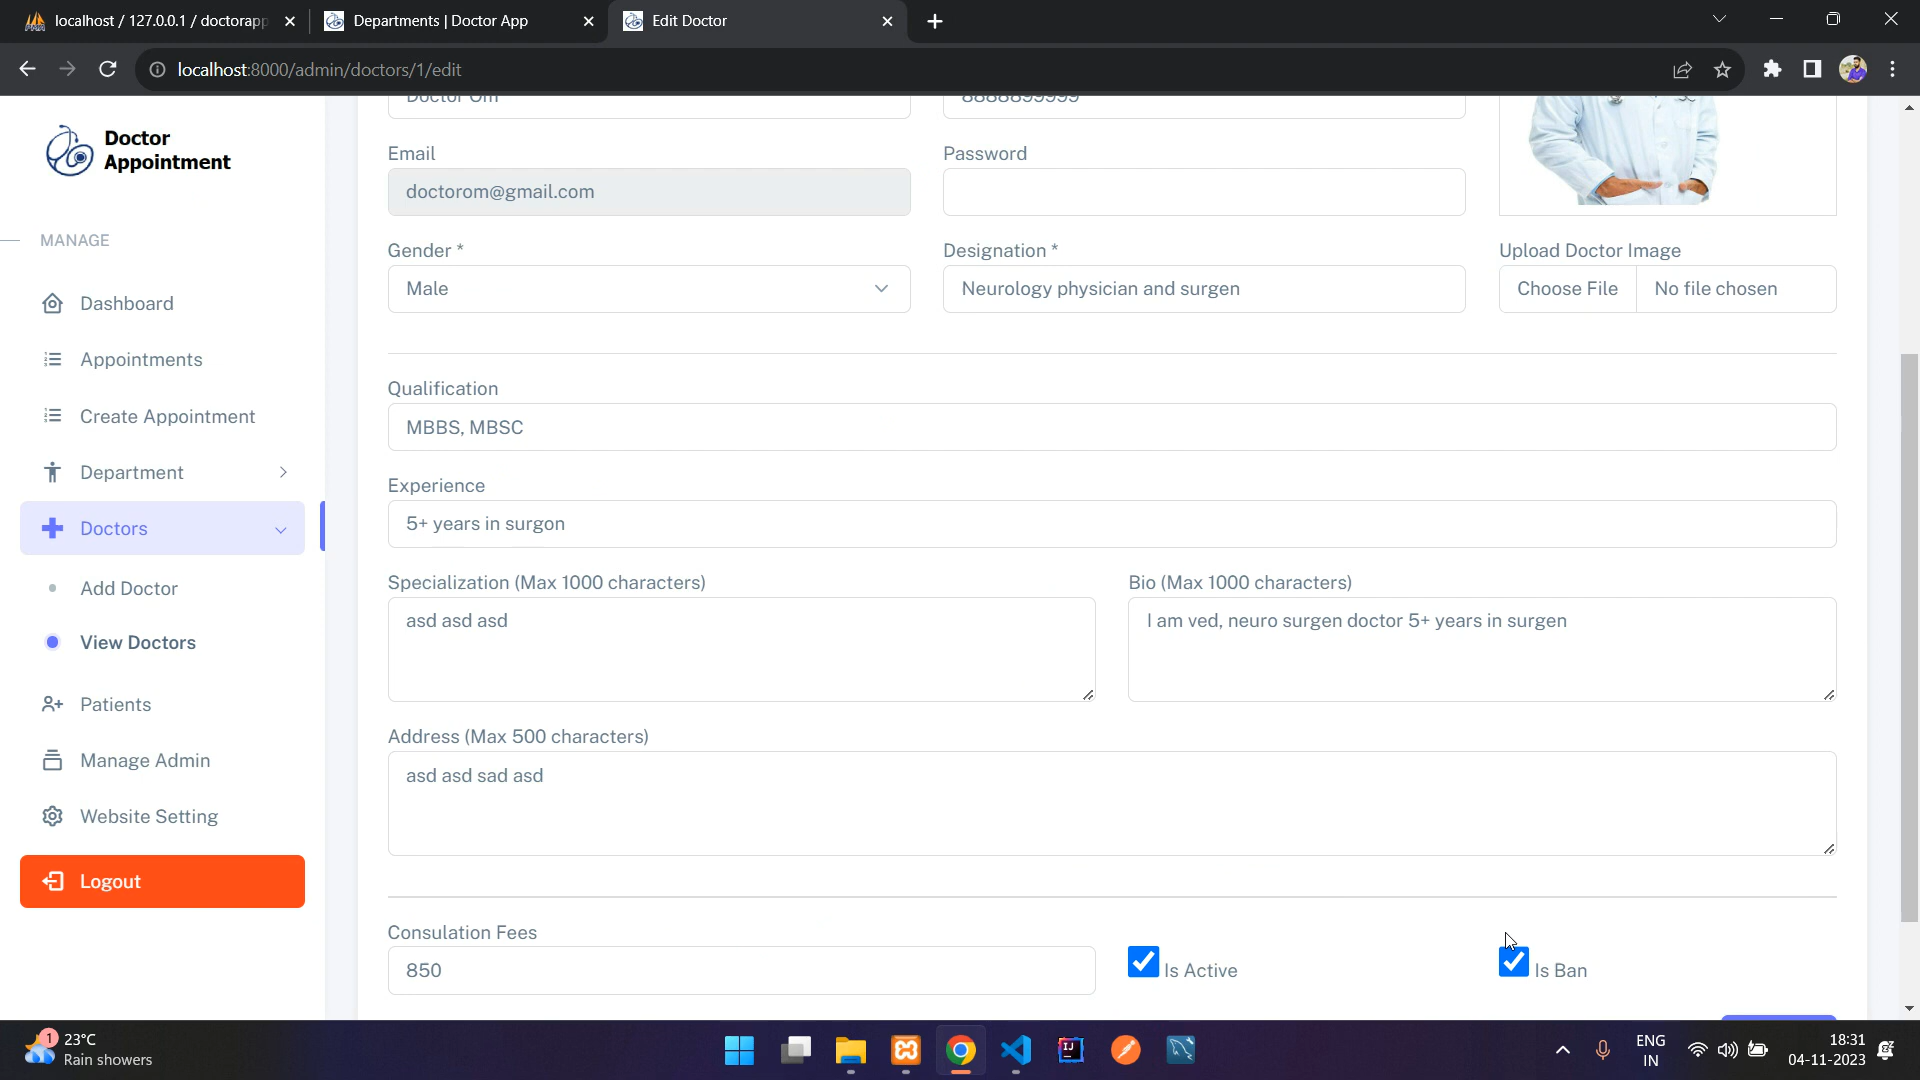 localhost / 127.0.0.1 / doctorapp
Departments | Doctor App
Edit Doctor
localhost:8000/admin/doctors/1/edit
Doctor
Appointment
MANAGE
Dashboard
Appointments
Create Appointment
Department
Doctors
Add Doctor
View Doctors
Patients
Manage Admin
Website Setting
Logout
Doctor Om
8888899999
Email
Password
doctorom@gmail.com
Gender *
Designation *
Upload Doctor Image
Male
Neurology physician and surgen
Choose File
No file chosen
Qualification
MBBS, MBSC
Experience
5+ years in surgon
Specialization (Max 1000 characters)
Bio (Max 1000 characters)
asd asd asd
I am ved, neuro surgen doctor 5+ years in surgen
Address (Max 500 characters)
asd asd sad asd
Consulation Fees
850
Is Active
Is Ban
1
23°C
Rain showers
ENG
IN
18:31
04-11-2023